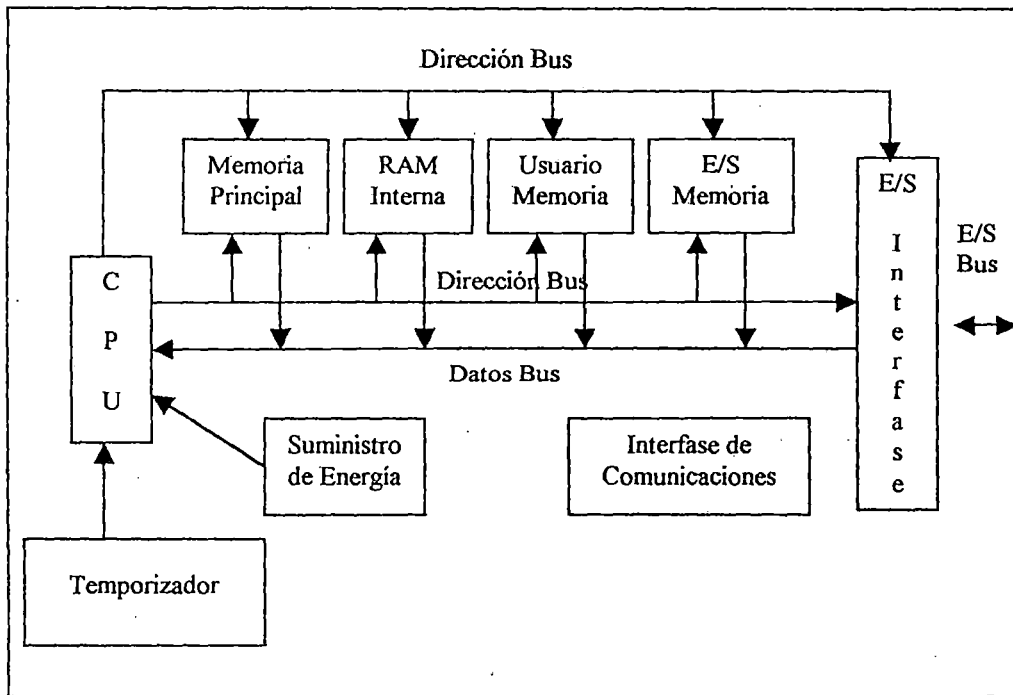 Dirección Bus
Memoria
Principal
RAM
Interna
Usuario
Memoria
E/S
Memoria
E/S
Interfase
E/S
Bus
C
P
U
Dirección Bus
Datos Bus
Suministro
de Energía
Interfase de
Comunicaciones
Temporizador